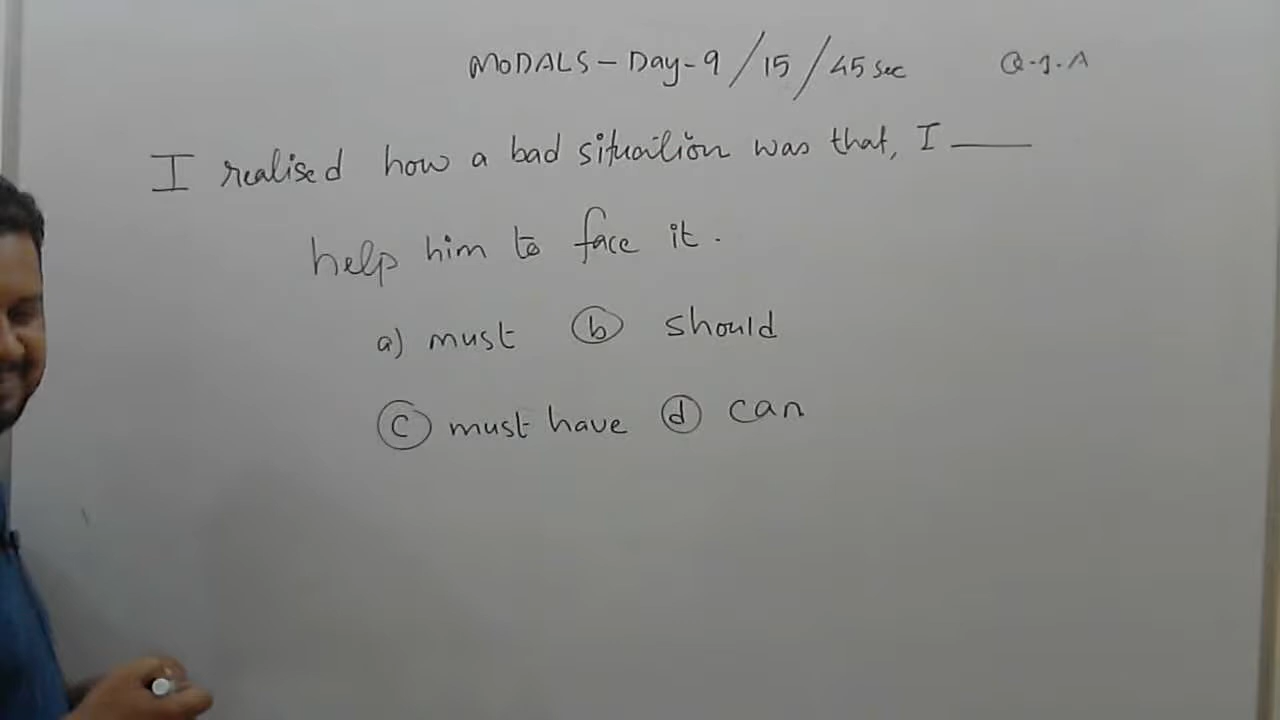 MODALS - Day-9/15/45 sec Q.1.A
I realised how a bad situation was that, I ____
help him to face it.
a) must (b) should
(c) must have (d) can